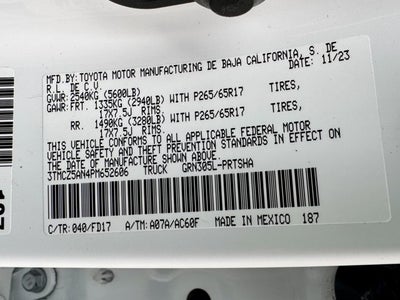 MFD.BY:TOYOTA MOTOR MANUFACTURING DE BAJA CALIFORNIA, S. DE
R.L. DE C.V. 11/23
GVWR: 2540KG (5600LB)
GAWR: FRT. 1335KG (2940LB) WITH P265/65R17 TIRES,
17X7.5J RIMS
RR. 1490KG (3280LB) WITH P265/65R17 TIRES,
17X7.5J RIMS
THIS VEHICLE CONFORMS TO ALL APPLICABLE FEDERAL MOTOR
VEHICLE SAFETY AND THEFT PREVENTION STANDARDS IN EFFECT
ON THE DATE OF MANUFACTURE SHOWN ABOVE.
3TMC25AN4PM652606 TRUCK GRN305L-PRTSHA
C/TR: 040/FD17 A/TM: A07A/AC60F MADE IN MEXICO 187